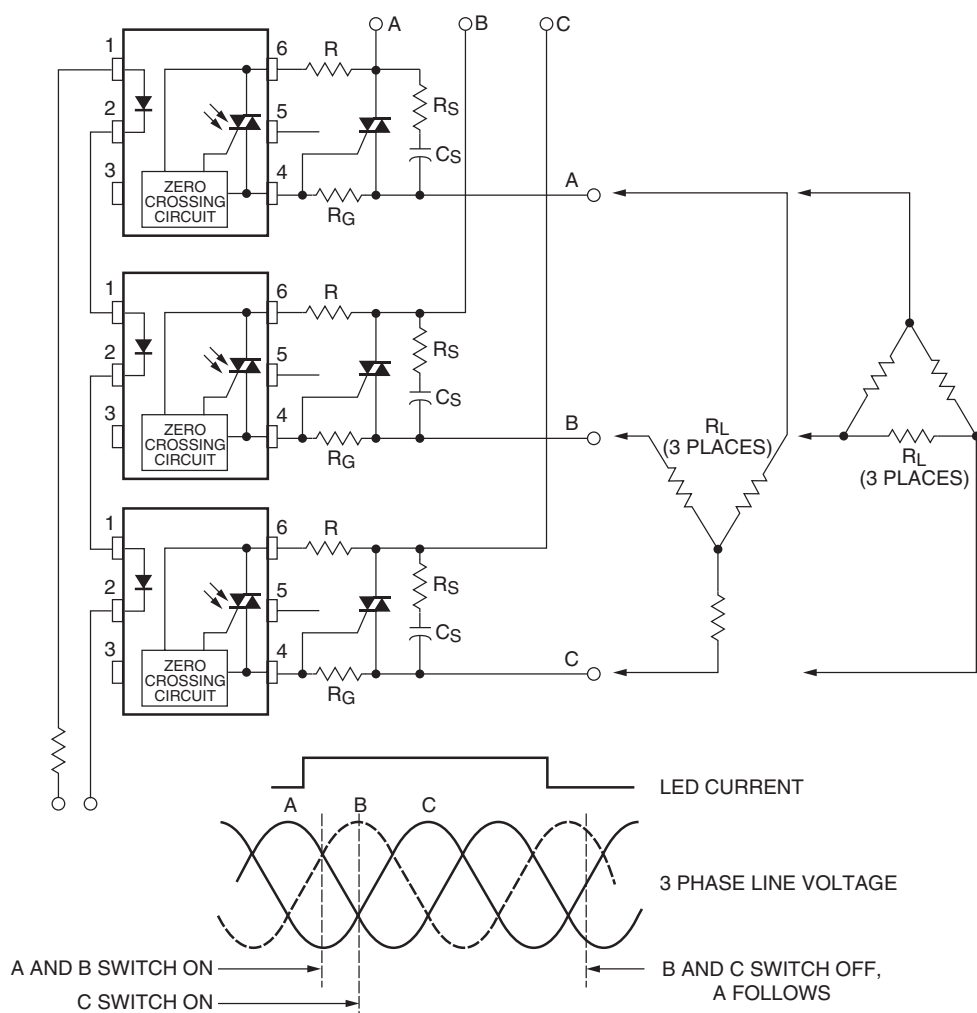 A
B
C
1
6
R
RS
2
5
CS
3
ZERO
CROSSING
CIRCUIT
4
RG
A
1
6
R
RS
2
5
CS
3
ZERO
CROSSING
CIRCUIT
4
RG
B
RL
(3 PLACES)
RL
(3 PLACES)
1
6
R
RS
2
5
CS
3
ZERO
CROSSING
CIRCUIT
4
RG
C
LED CURRENT
A
B
C
3 PHASE LINE VOLTAGE
A AND B SWITCH ON
C SWITCH ON
B AND C SWITCH OFF,
A FOLLOWS